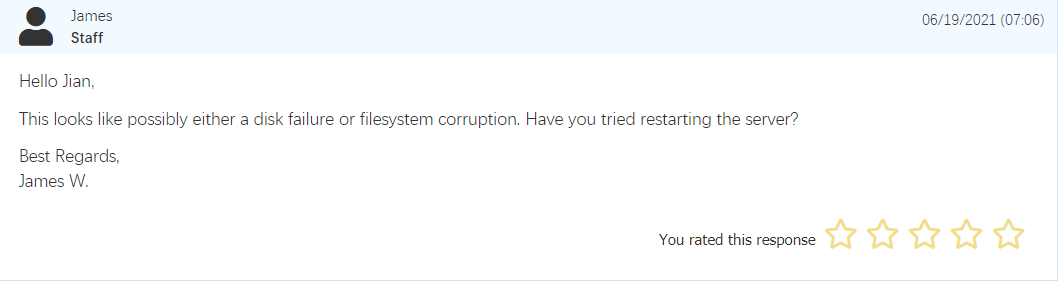 James
06/19/2021 (07:06)
Staff
Hello Jian,
This looks like possibly either a disk failure or filesystem corruption. Have you tried restarting the server?
Best Regards,
James W.
You rated this response